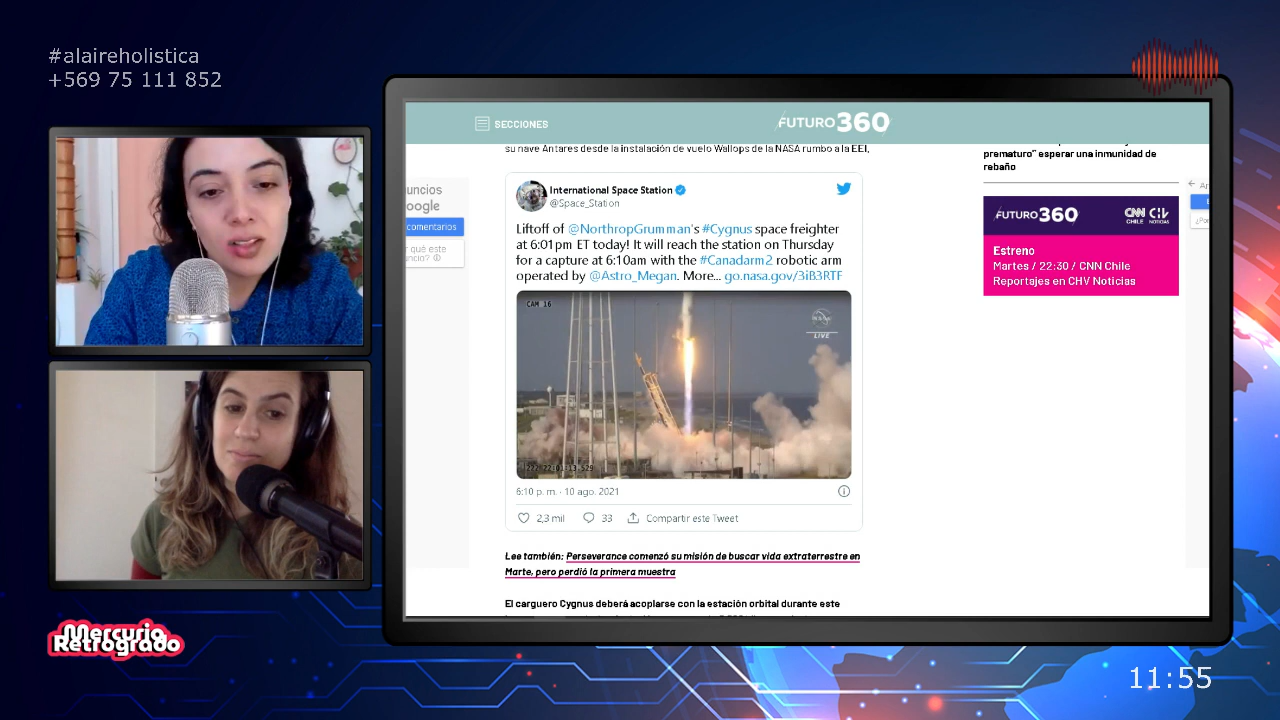 #alaireholistica
+569 75 111 852
SECCIONES
FUTURO360
su nave Antares desde la instalación de vuelo Wallops de la NASA rumbo a la EEI,
prematuro" esperar una inmunidad de
rebaño
uncios
oogle
comentarios
r qué este
uncio?
International Space Station
@Space_Station
Liftoff of @NorthropGrumman's #Cygnus space freighter
at 6:01pm ET today! It will reach the station on Thursday
for a capture at 6:10am with the #Canadarm2 robotic arm
operated by @Astro_Megan. More... go.nasa.gov/3iB3RTF
CAM 16
LIVE
6:10 p. m. · 10 ago. 2021
2,3 mil
33
Compartir este Tweet
Lee también: Perseverance comenzó su misión de buscar vida extraterrestre en
Marte, pero perdió la primera muestra
El carguero Cygnus deberá acoplarse con la estación orbital durante este
FUTURO360
CNN CHV
CHILE NOTICIAS
Estreno
Martes / 22:30 / CNN Chile
Reportajes en CHV Noticias
Mercurio
Retrogrado
11:55